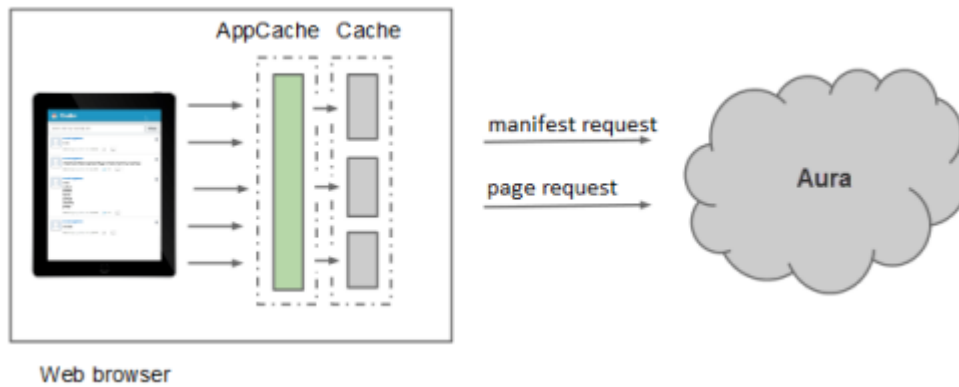 AppCache Cache
manifest request
page request
Aura
Web browser